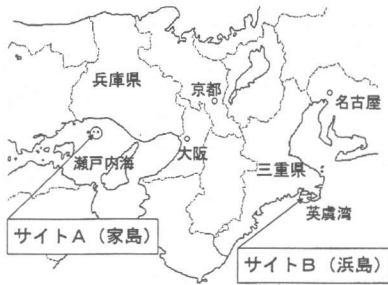 兵庫県
京都
名古屋
瀬戸内海
大阪
三重県
英虞湾
サイトA（家島）
サイトB（浜島）